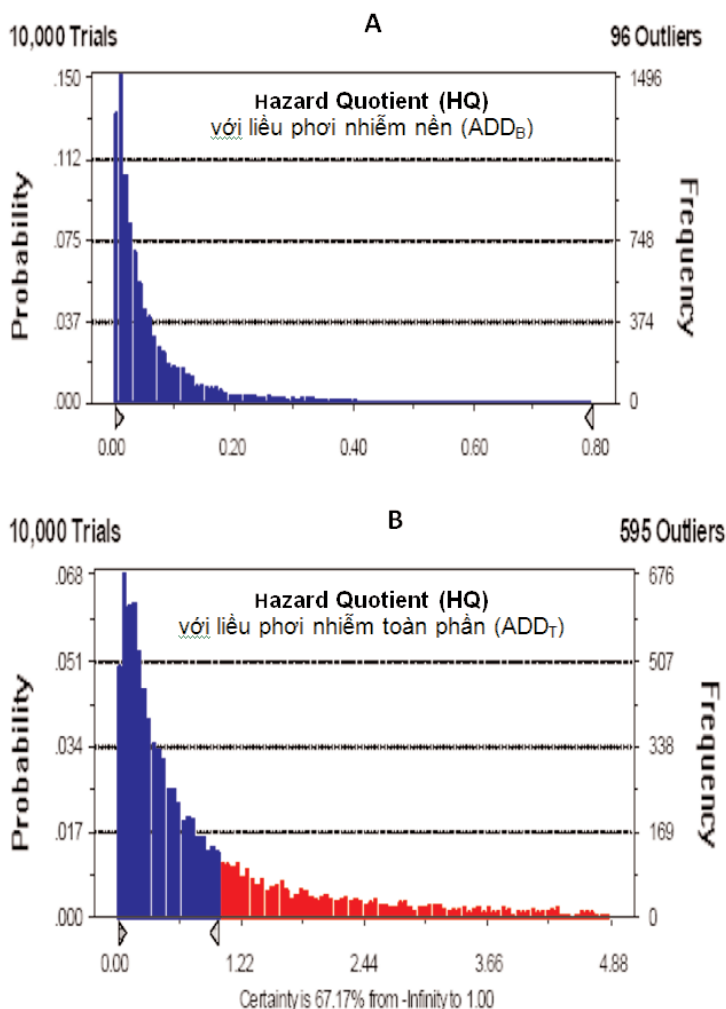 A
10,000 Trials
96 Outliers
Hazard Quotient (HQ)
với liều phơi nhiễm nền (ADD_B)
Probability
.150
.112
.075
.037
.000
1496
748
374
0
Frequency
0.00 0.20 0.40 0.60 0.80
B
10,000 Trials
595 Outliers
Hazard Quotient (HQ)
với liều phơi nhiễm toàn phần (ADD_T)
Probability
.068
.051
.034
.017
.000
676
507
338
169
0
Frequency
0.00 1.22 2.44 3.66 4.88
Certainty is 67.17% from -Infinity to 1.00